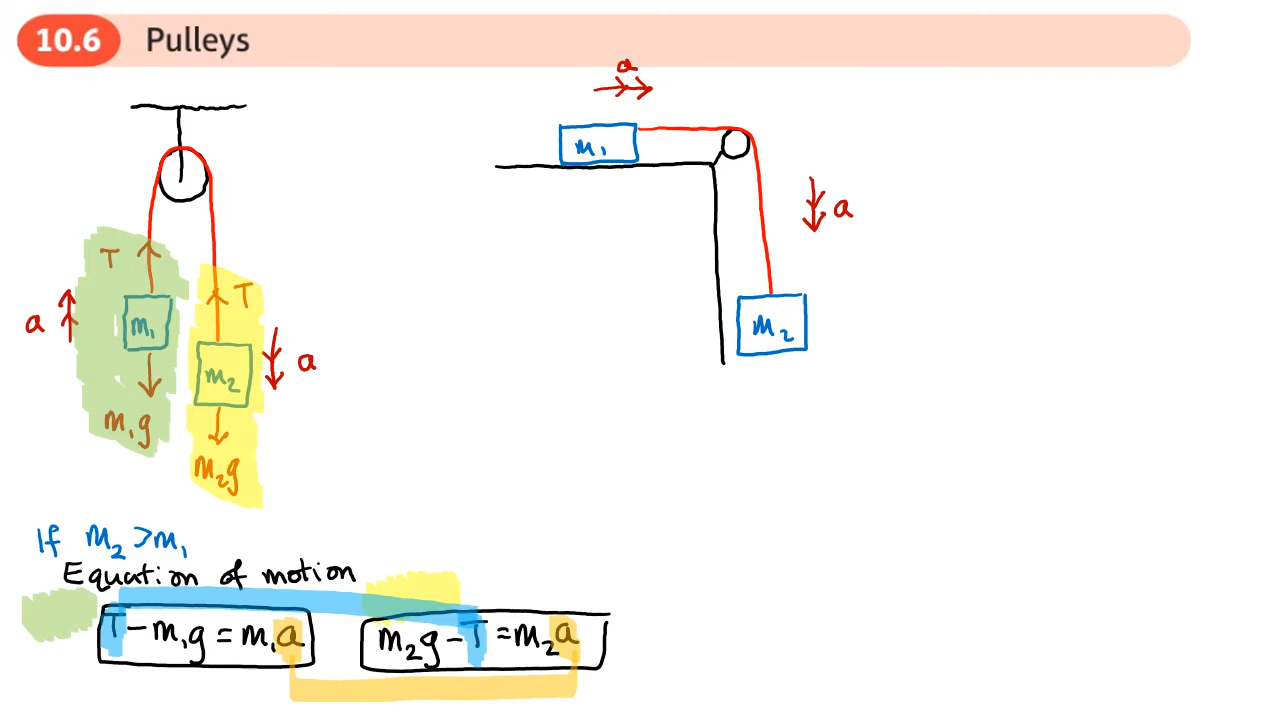 10.6 Pulleys
a
m₁
a
T
T
a
m₁
a
m₂
m₂
m₁g
m₂g
If m₂ > m₁
Equation of motion
T - m₁g = m₁a
m₂g - T = m₂a